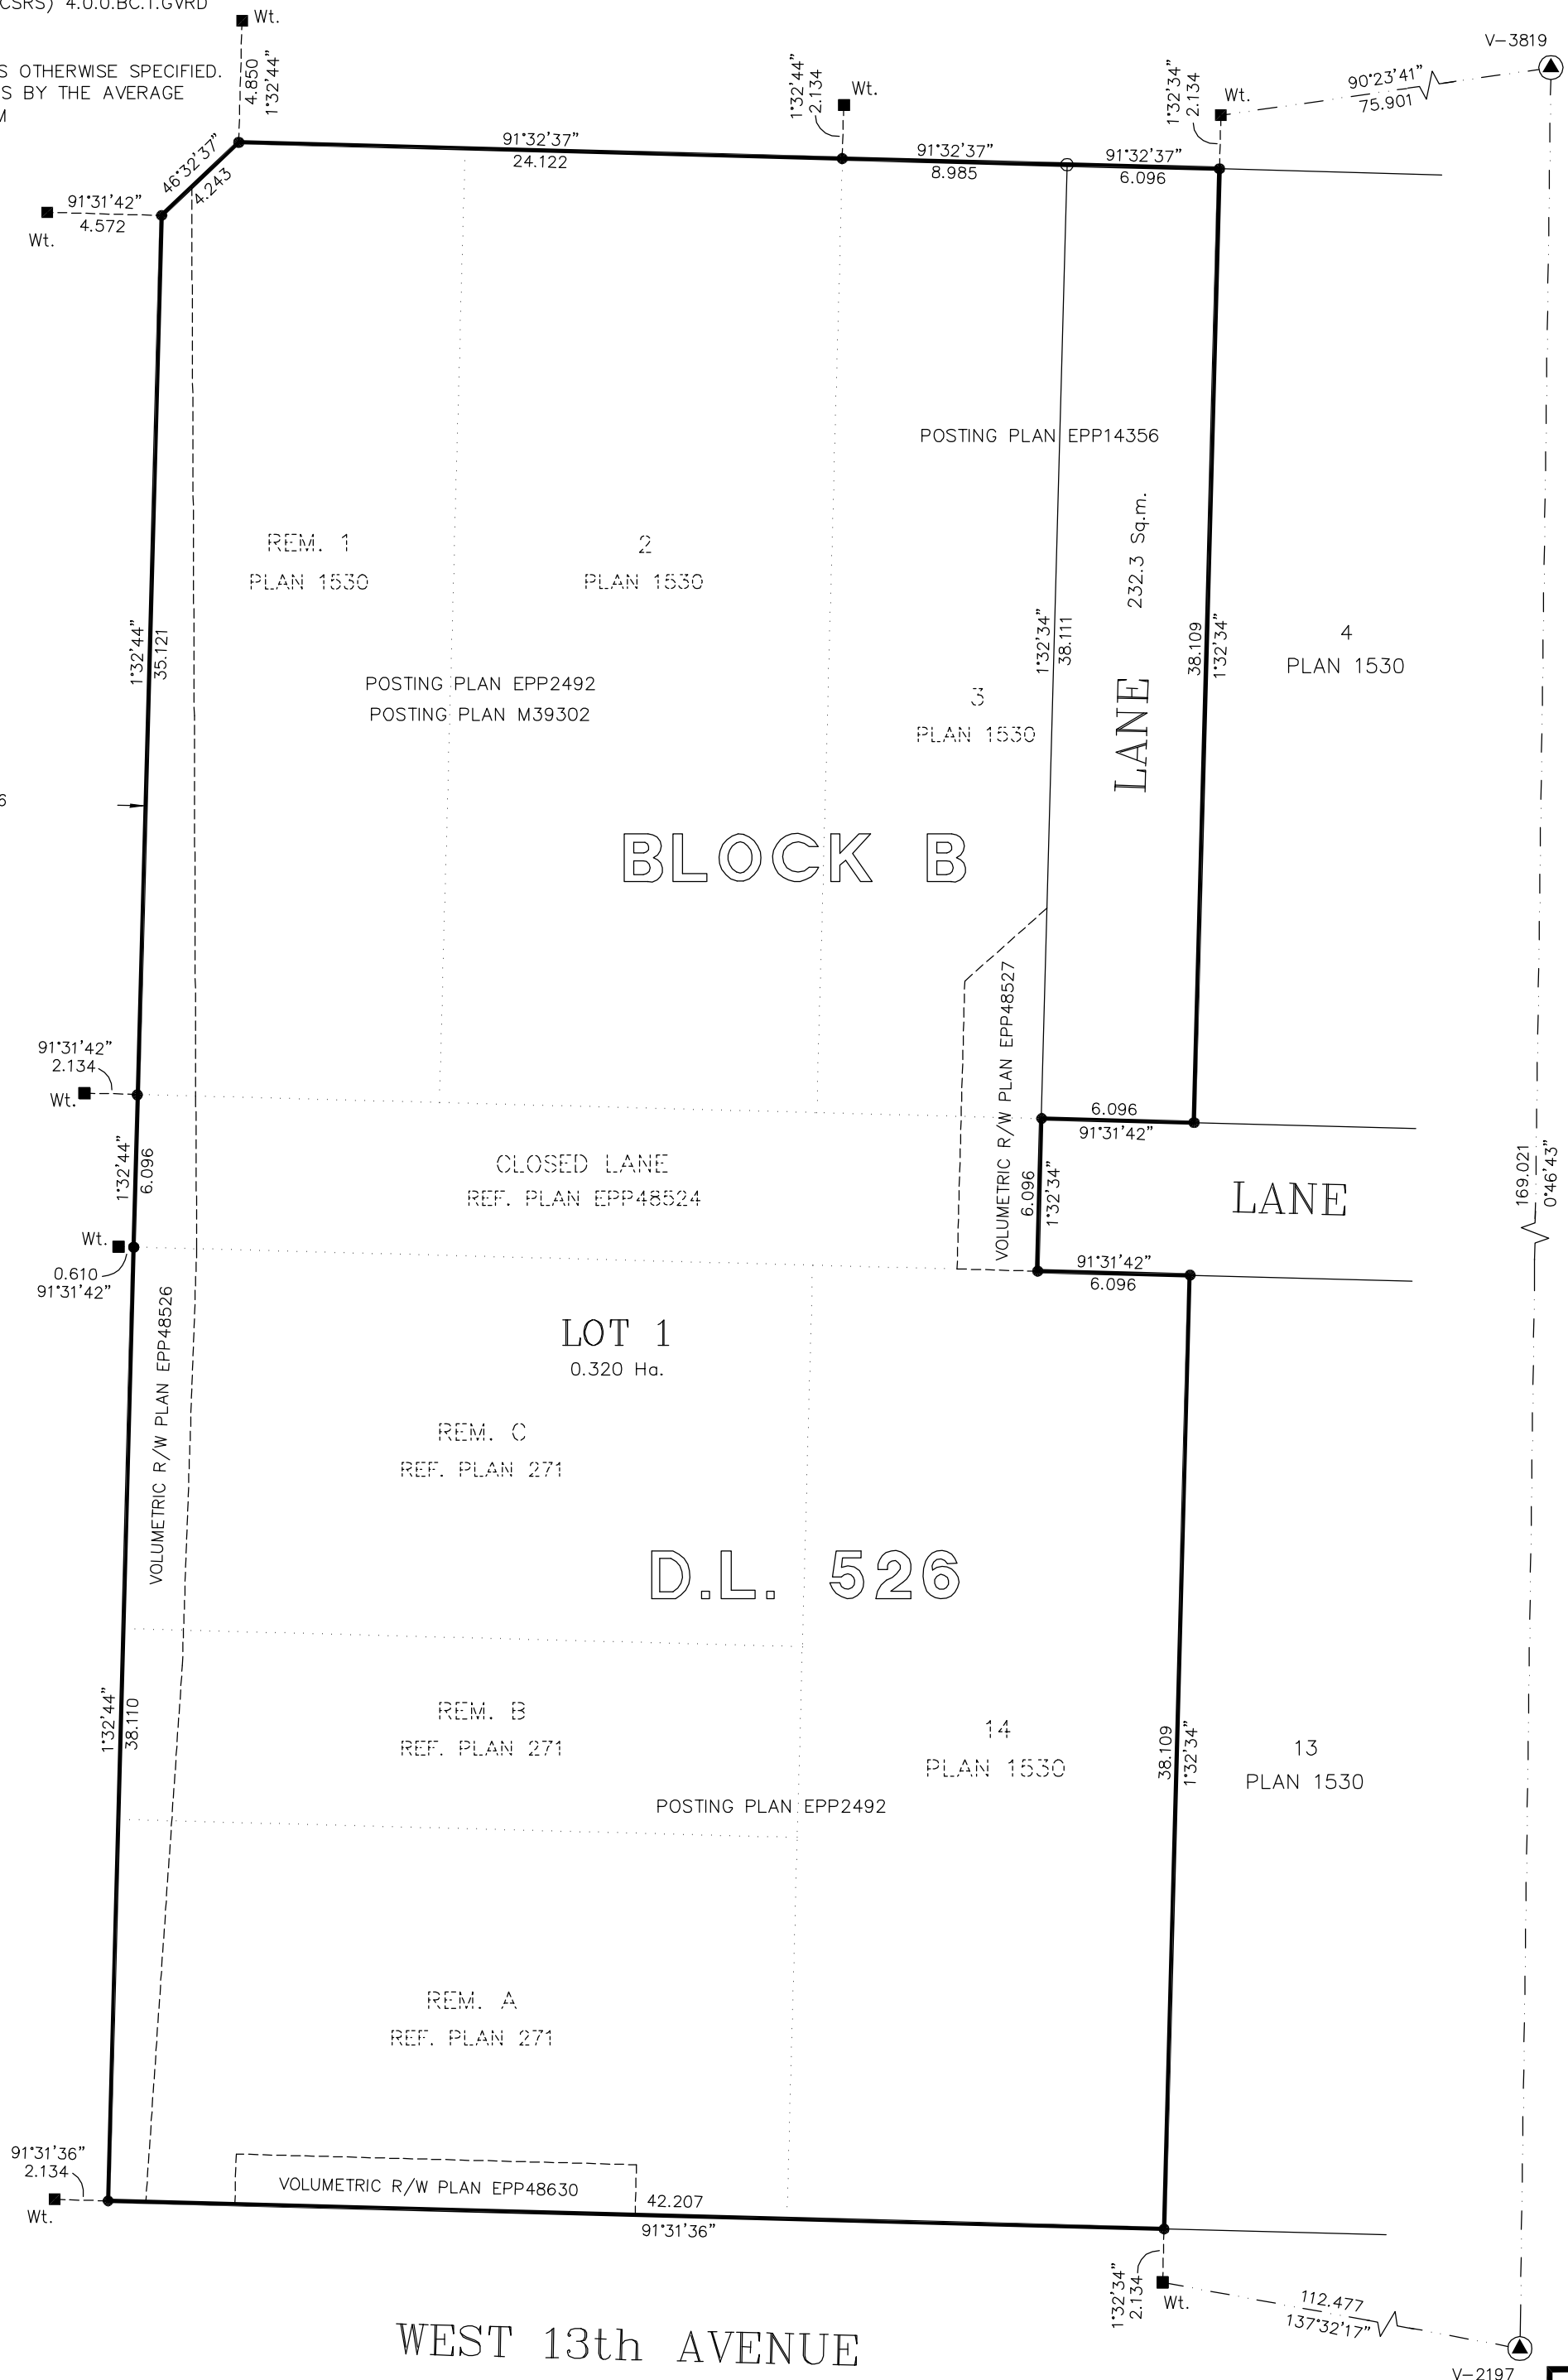 CSRS) 4.0.0.BC.1.GVRD
Wt.
4.850
1°32'44"
S OTHERWISE SPECIFIED.
S BY THE AVERAGE
M
V-3819
1°32'44"
2.134
Wt.
1°32'34"
2.134
Wt.
90°23'41"
75.901
46°32'37"
4.243
91°32'37"
24.122
91°32'37"
8.985
91°32'37"
6.096
91°31'42"
4.572
Wt.
POSTING PLAN EPP14356
232.3 Sq.m.
REM. 1
PLAN 1530
2
PLAN 1530
1°32'44"
35.121
1°32'34"
38.111
38.109
1°32'34"
4
PLAN 1530
POSTING PLAN EPP2492
POSTING PLAN M39302
3
PLAN 1530
LANE
6
BLOCK B
VOLUMETRIC R/W PLAN EPP48527
91°31'42"
2.134
Wt.
6.096
91°31'42"
1°32'44"
6.096
CLOSED LANE
REF. PLAN EPP48524
6.096
1°32'34"
LANE
169.021
0°46'43"
Wt.
0.610
91°31'42"
91°31'42"
6.096
VOLUMETRIC R/W PLAN EPP48526
LOT 1
0.320 Ha.
REM. C
REF. PLAN 271
D.L. 526
1°32'44"
38.110
REM. B
REF. PLAN 271
14
PLAN 1530
38.109
1°32'34"
13
PLAN 1530
POSTING PLAN EPP2492
REM. A
REF. PLAN 271
91°31'36"
2.134
Wt.
VOLUMETRIC R/W PLAN EPP48630
42.207
91°31'36"
1°32'34"
2.134
Wt.
112.477
137°32'17"
WEST 13th AVENUE
V-2197